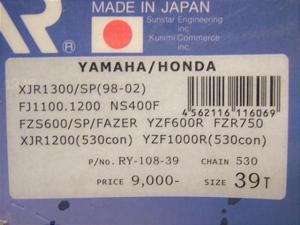 R®
MADE IN JAPAN
Sunstar Engineering
inc
Kunimi Commerce
inc.
YAMAHA/HONDA
XJR1300/SP(98-02)
FJ1100.1200 NS400F
FZS600/SP/FAZER YZF600R FZR750
4562116 116069
XJR1200(530con) YZF1000R(530con)
P/No. RY-108-39 CHAIN 530
PRICE 9,000- SIZE 39T